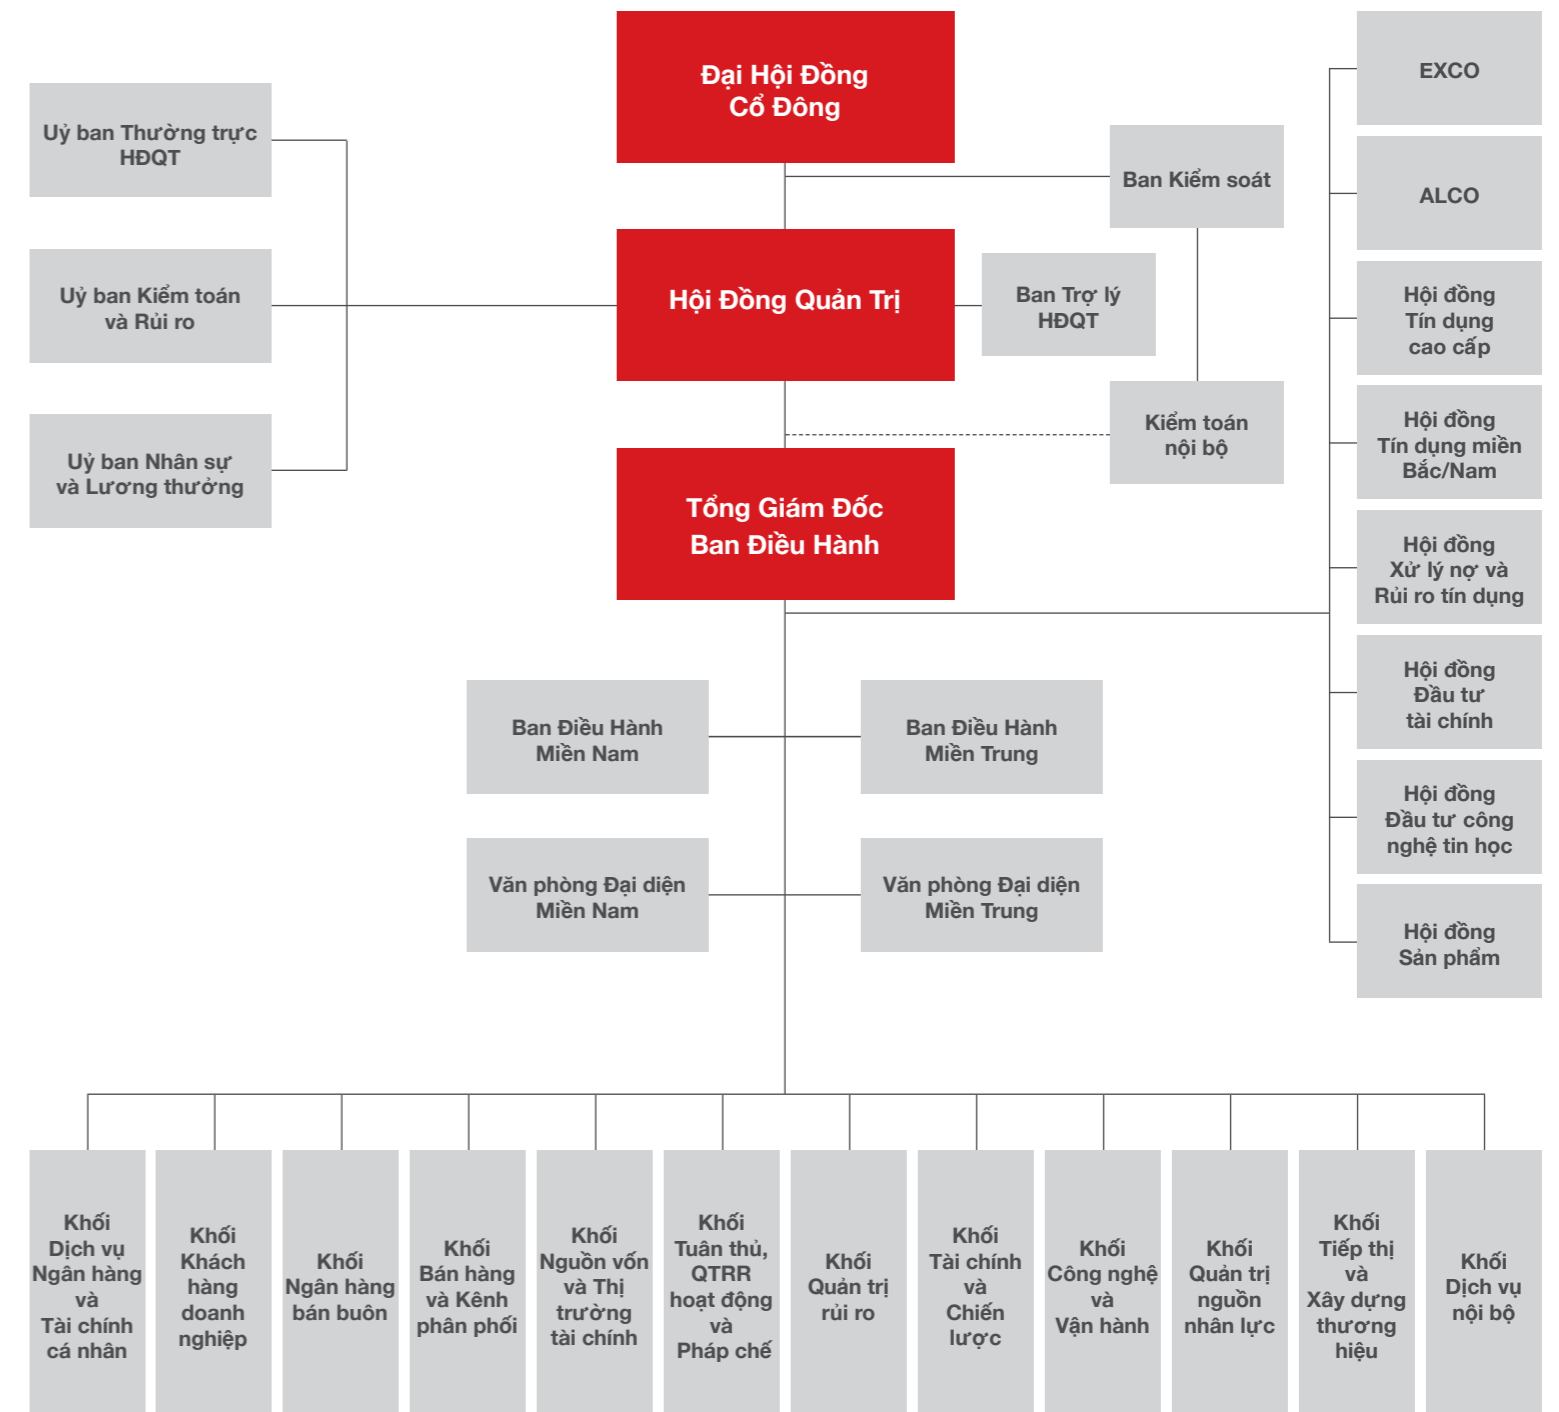 Đại Hội Đồng
Cổ Đông
Uỷ ban Thường trực
HĐQT
Ban Kiểm soát
Uỷ ban Kiểm toán
và Rủi ro
Hội Đồng Quản Trị
Ban Trợ lý
HĐQT
Uỷ ban Nhân sự
và Lương thưởng
Kiểm toán
nội bộ
Tổng Giám Đốc
Ban Điều Hành
EXCO
ALCO
Hội đồng
Tín dụng
cao cấp
Hội đồng
Tín dụng miền
Bắc/Nam
Hội đồng
Xử lý nợ và
Rủi ro tín dụng
Hội đồng
Đầu tư
tài chính
Hội đồng
Đầu tư công
nghệ tin học
Hội đồng
Sản phẩm
Ban Điều Hành
Miền Nam
Ban Điều Hành
Miền Trung
Văn phòng Đại diện
Miền Nam
Văn phòng Đại diện
Miền Trung
Khối
Dịch vụ
Ngân hàng
và
Tài chính
cá nhân
Khối
Khách
hàng
doanh
nghiệp
Khối
Ngân hàng
bán buôn
Khối
Bán hàng
và Kênh
phân phối
Khối
Nguồn vốn
và Thị
trường
tài chính
Khối
Tuân thủ,
QTRR
hoạt động
và
Pháp chế
Khối
Quản trị
rủi ro
Khối
Tài chính
và
Chiến
lược
Khối
Công nghệ
và
Vận hành
Khối
Quản trị
nguồn
nhân lực
Khối
Tiếp thị
và
Xây dựng
thương
hiệu
Khối
Dịch vụ
nội bộ